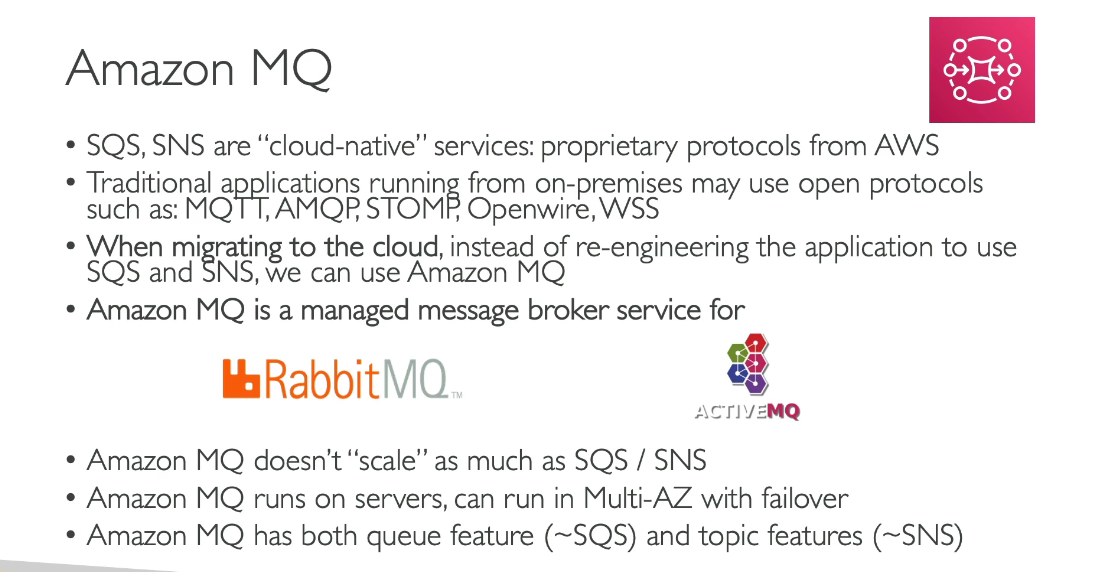 Amazon MQ
• SQS, SNS are “cloud-native” services: proprietary protocols from AWS
• Traditional applications running from on-premises may use open protocols
such as: MQTT, AMQP, STOMP, Openwire, WSS
• When migrating to the cloud, instead of re-engineering the application to use
SQS and SNS, we can use Amazon MQ
• Amazon MQ is a managed message broker service for
RabbitMQ™
ACTIVEMQ
• Amazon MQ doesn’t “scale” as much as SQS / SNS
• Amazon MQ runs on servers, can run in Multi-AZ with failover
• Amazon MQ has both queue feature (~SQS) and topic features (~SNS)